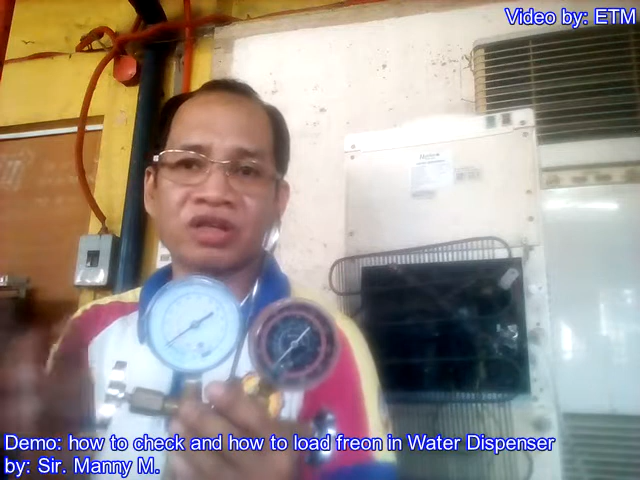 Video by: ETM
Demo: how to check and how to load freon in Water Dispenser
by: Sir. Manny M.